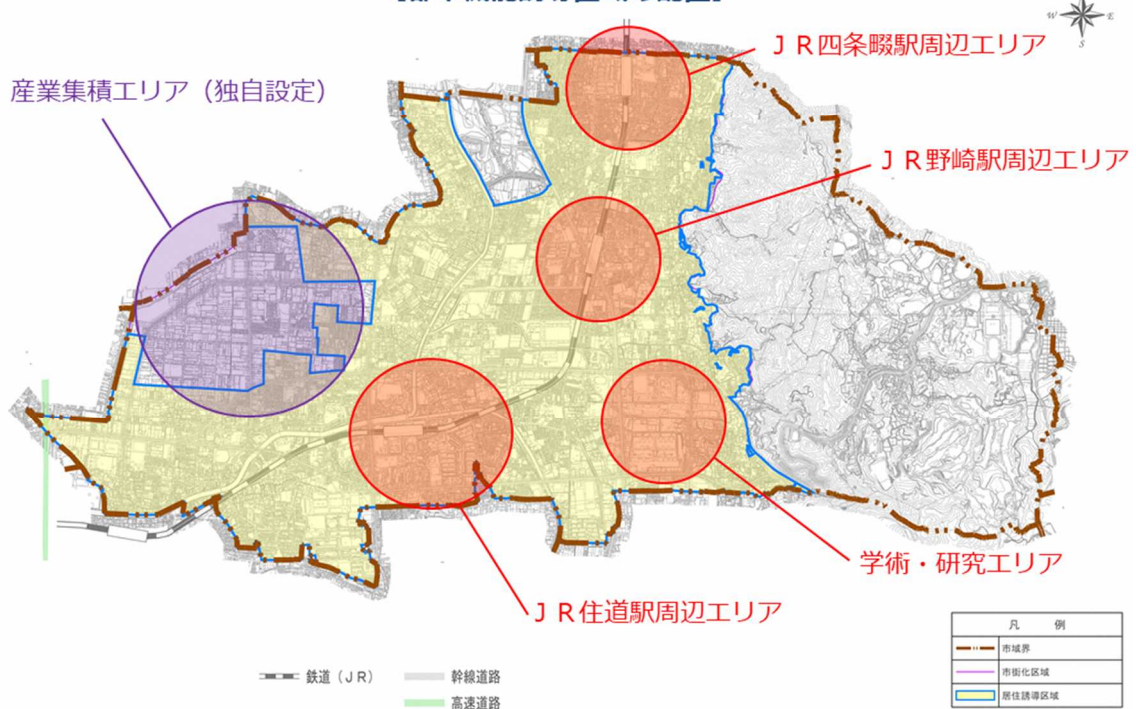 W
E
S
JR四条畷駅周辺エリア
産業集積エリア（独自設定）
JR野崎駅周辺エリア
学術・研究エリア
JR住道駅周辺エリア
凡 例
市域界
市街化区域
居住誘導区域
鉄道（JR）
幹線道路
高速道路